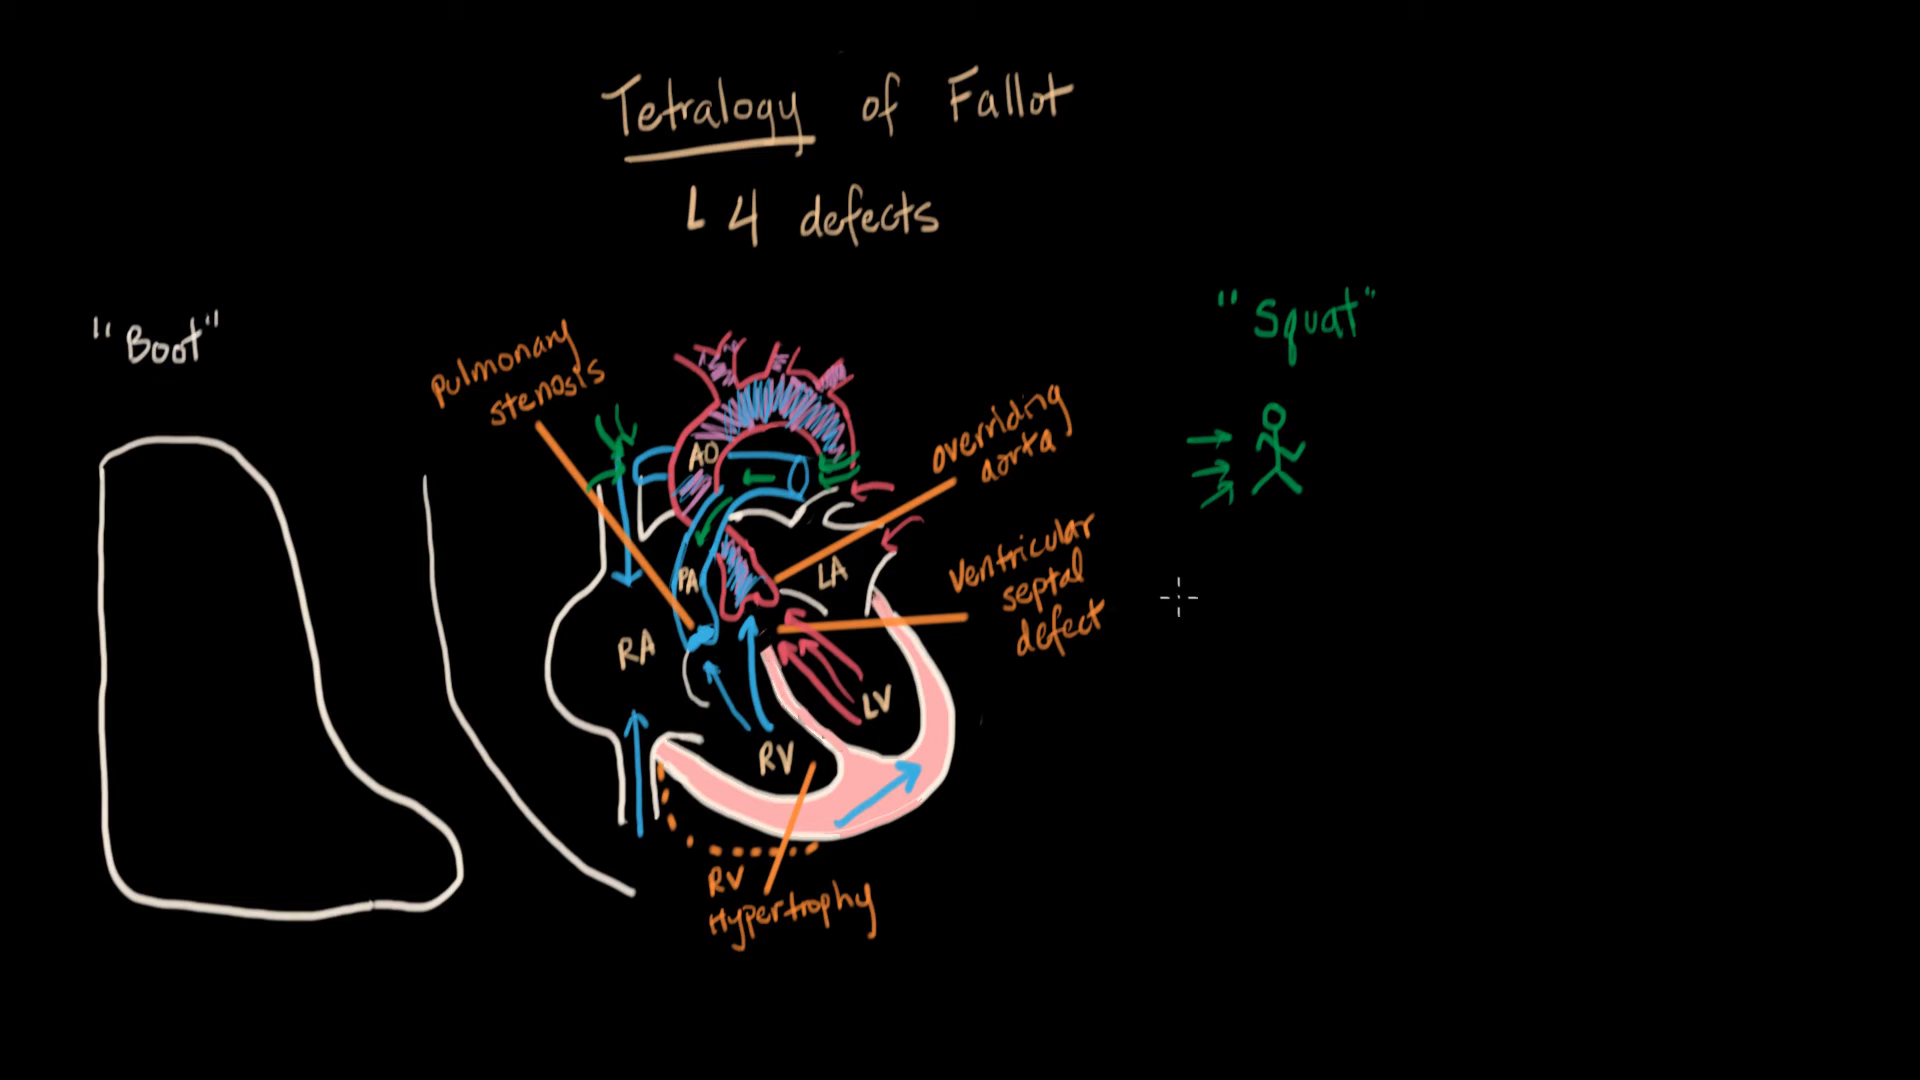 Tetralogy of Fallot
4 defects
"Boot"
"Squat"
pulmonary
stenosis
AO
overriding
aorta
PA
LA
ventricular
septal
defect
RA
LV
RV
RV
Hypertrophy